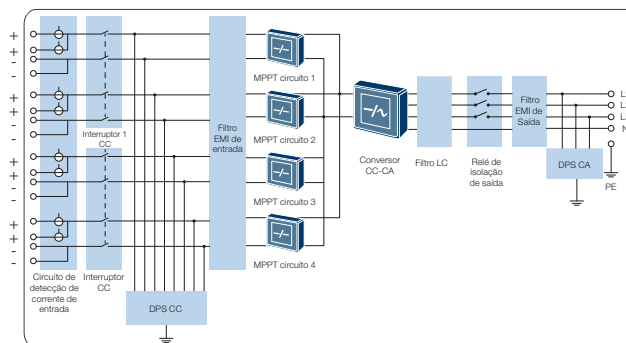 +
+
-
-
+
+
-
-
+
+
-
-
+
+
-
-
Circuito de
detecção de
corrente de
entrada
Interruptor 1
CC
Interruptor
CC
DPS CC
Filtro
EMI de
entrada
MPPT circuito 1
MPPT circuito 2
MPPT circuito 3
MPPT circuito 4
Conversor
CC-CA
Filtro LC
Relé de
isolação
de saída
Filtro
EMI de
Saída
DPS CA
N
PE